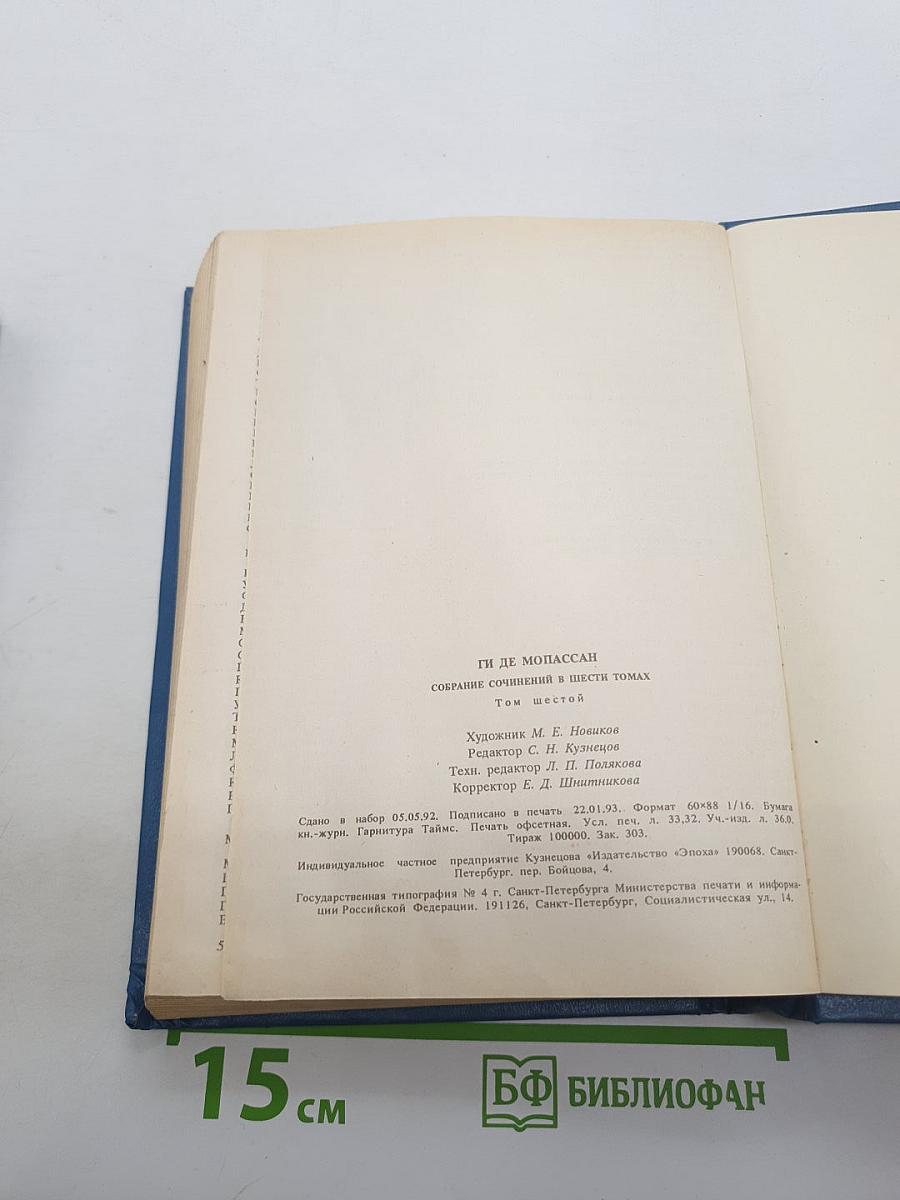 ГИ ДЕ МОПАССАН
СОБРАНИЕ СОЧИНЕНИЙ В ШЕСТИ ТОМАХ
Том шестой
Художник М. Е. Новиков
Редактор С. Н. Кузнецов
Техн. редактор Л. П. Полякова
Корректор Е. Д. Шнитникова
Сдано в набор 05.05.92. Подписано в печать 22.01.93. Формат 60×88 1/16. Бумага
кн.-журн. Гарнитура Таймс. Печать офсетная. Усл. печ. л. 33,32. Уч.-изд. л. 36,0.
Тираж 100000. Зак. 303.
Индивидуальное частное предприятие Кузнецова «Издательство «Эпоха» 190068. Санкт-
Петербург. пер. Бойцова, 4.
Государственная типография № 4 г. Санкт-Петербурга Министерства печати и информа-
ции Российской Федерации. 191126, Санкт-Петербург, Социалистическая ул., 14.
15 см
БФ БИБЛИОФАН